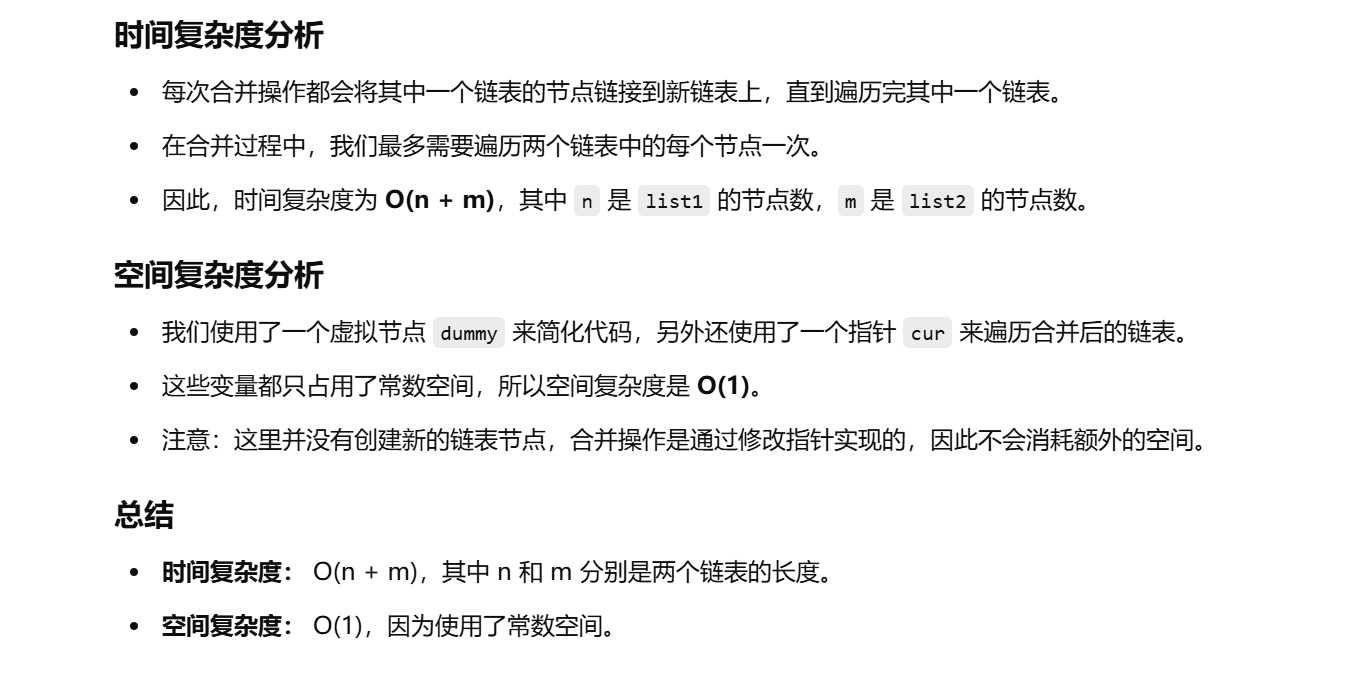 时间复杂度分析
每次合并操作都会将其中一个链表的节点链接到新链表上，直到遍历完其中一个链表。
在合并过程中，我们最多需要遍历两个链表中的每个节点一次。
因此，时间复杂度为 O(n + m)，其中 n 是 list1 的节点数，m 是 list2 的节点数。
空间复杂度分析
我们使用了一个虚拟节点 dummy 来简化代码，另外还使用了一个指针 cur 来遍历合并后的链表。
这些变量都只占用了常数空间，所以空间复杂度是 O(1)。
注意：这里并没有创建新的链表节点，合并操作是通过修改指针实现的，因此不会消耗额外的空间。
总结
时间复杂度： O(n + m)，其中 n 和 m 分别是两个链表的长度。
空间复杂度： O(1)，因为使用了常数空间。